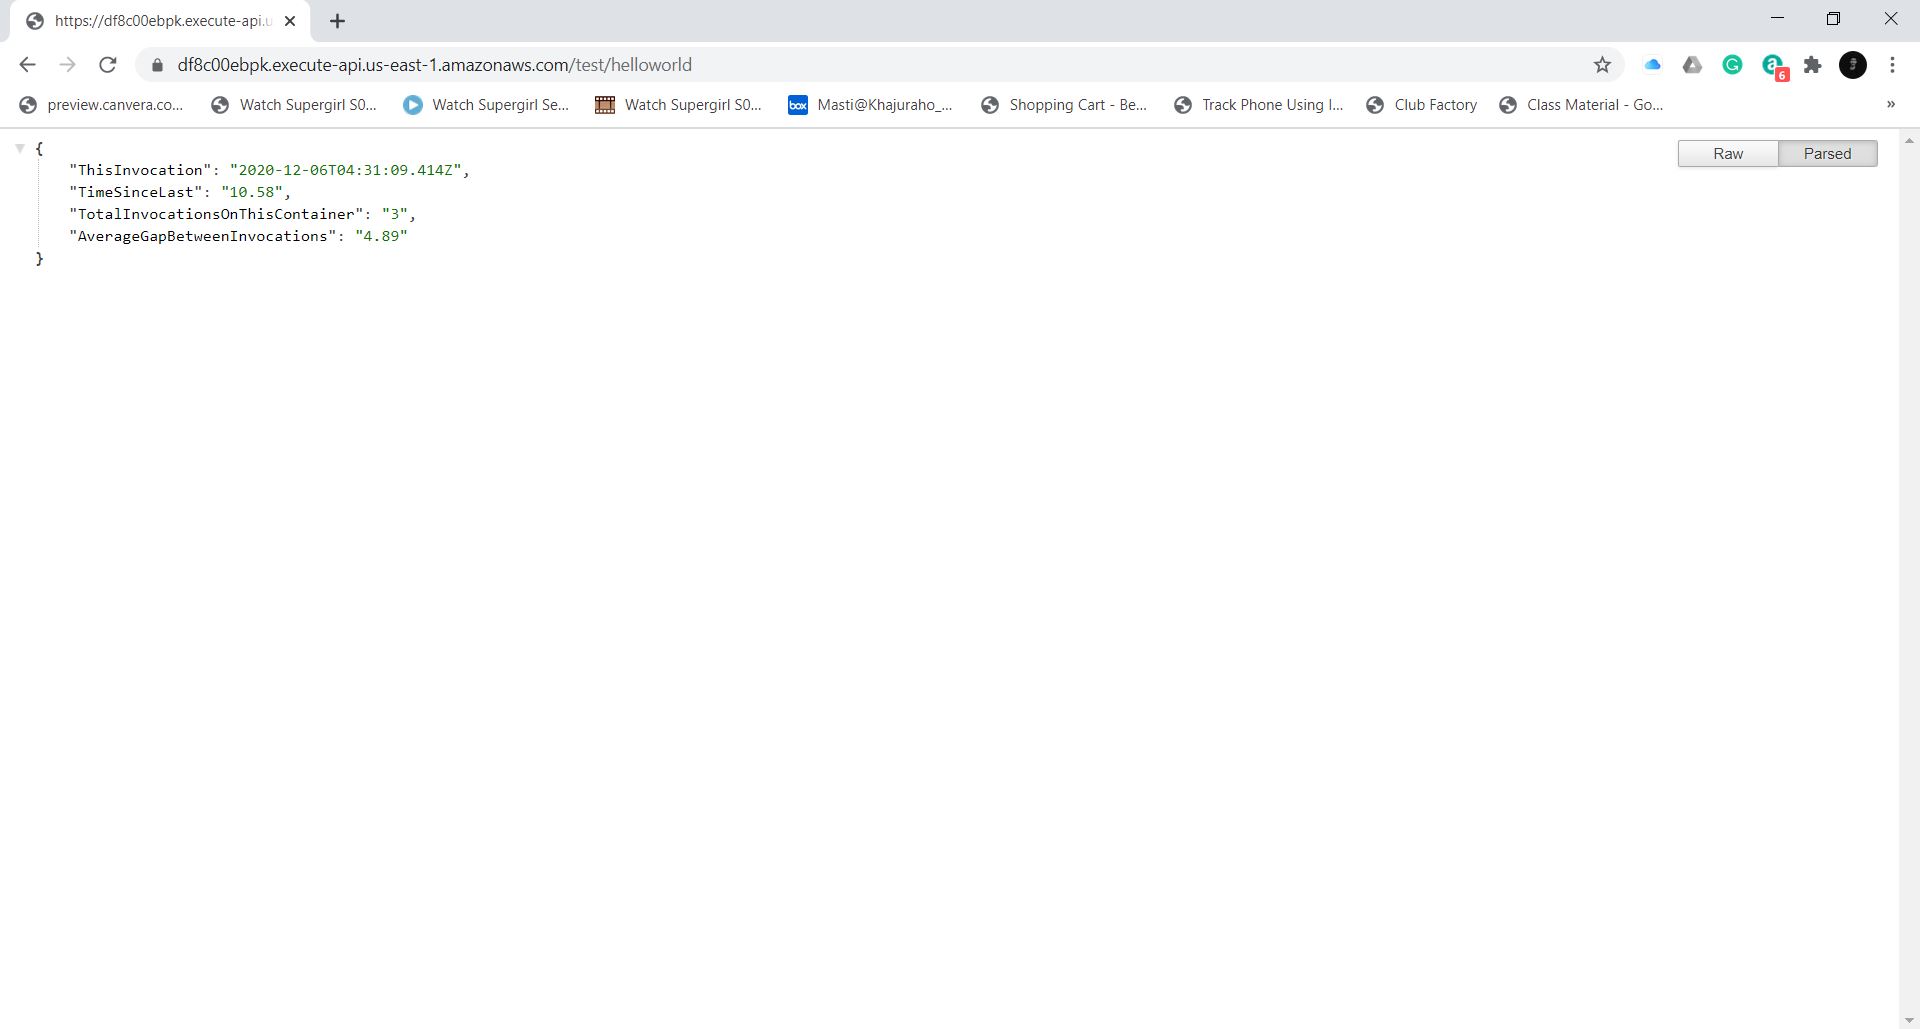 https://df8c00ebpk.execute-api.u
df8c00ebpk.execute-api.us-east-1.amazonaws.com/test/helloworld
a 6
preview.canvera.co... Watch Supergirl S0... Watch Supergirl Se... Watch Supergirl S0... box Masti@Khajuraho_... Shopping Cart - Be... Track Phone Using I... Club Factory Class Material - Go... »
Raw Parsed
{
"ThisInvocation": "2020-12-06T04:31:09.414Z",
"TimeSinceLast": "10.58",
"TotalInvocationsOnThisContainer": "3",
"AverageGapBetweenInvocations": "4.89"
}